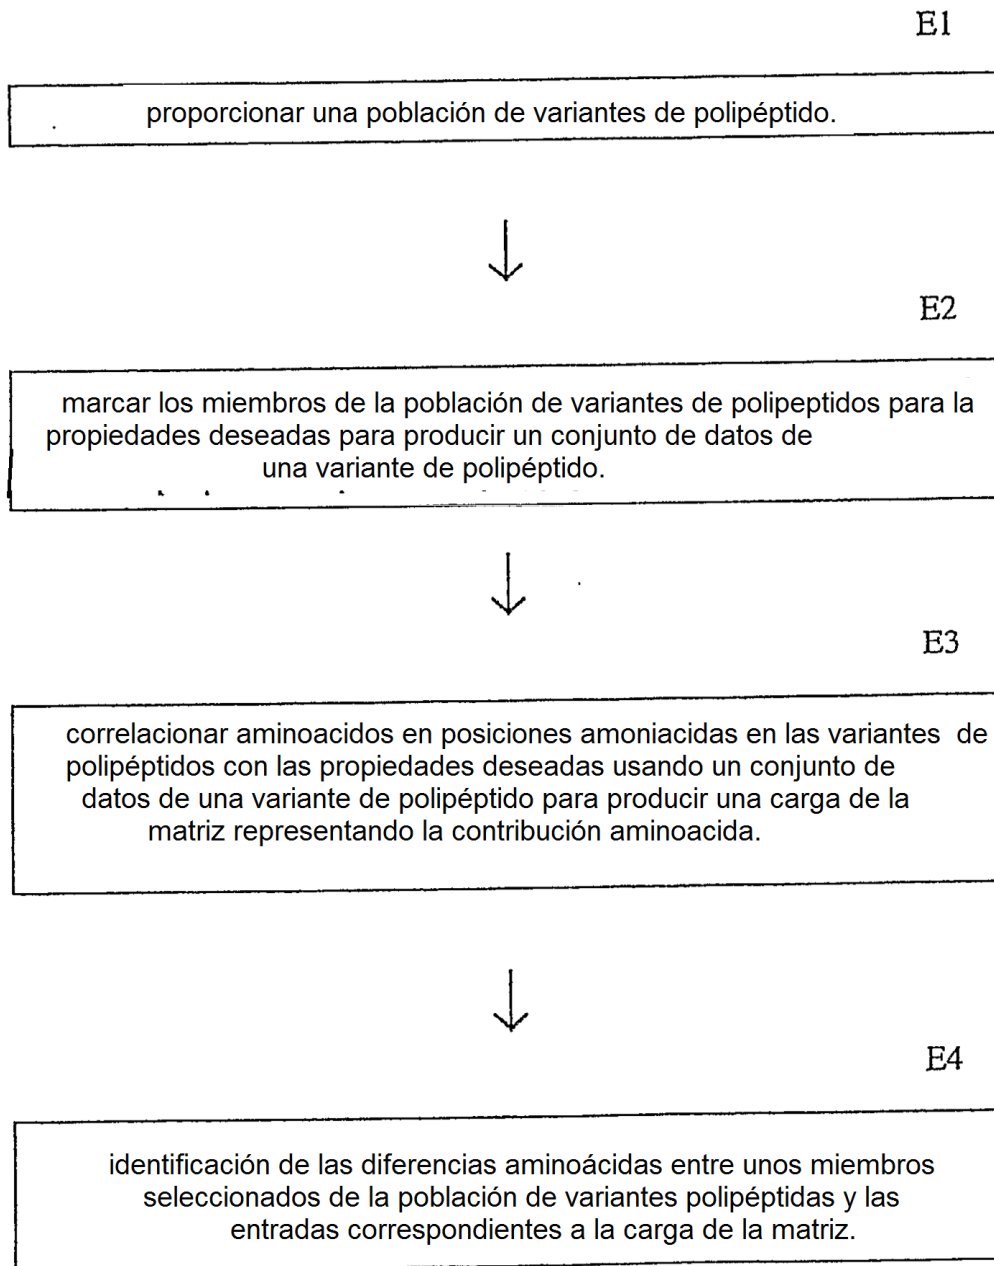 E1
proporcionar una población de variantes de polipéptido.
E2
marcar los miembros de la población de variantes de polipeptidos para la
propiedades deseadas para producir un conjunto de datos de
una variante de polipéptido.
E3
correlacionar aminoacidos en posiciones amoniacidas en las variantes de
polipéptidos con las propiedades deseadas usando un conjunto de
datos de una variante de polipéptido para producir una carga de la
matriz representando la contribución aminoacida.
E4
identificación de las diferencias aminoácidas entre unos miembros
seleccionados de la población de variantes polipéptidas y las
entradas correspondientes a la carga de la matriz.